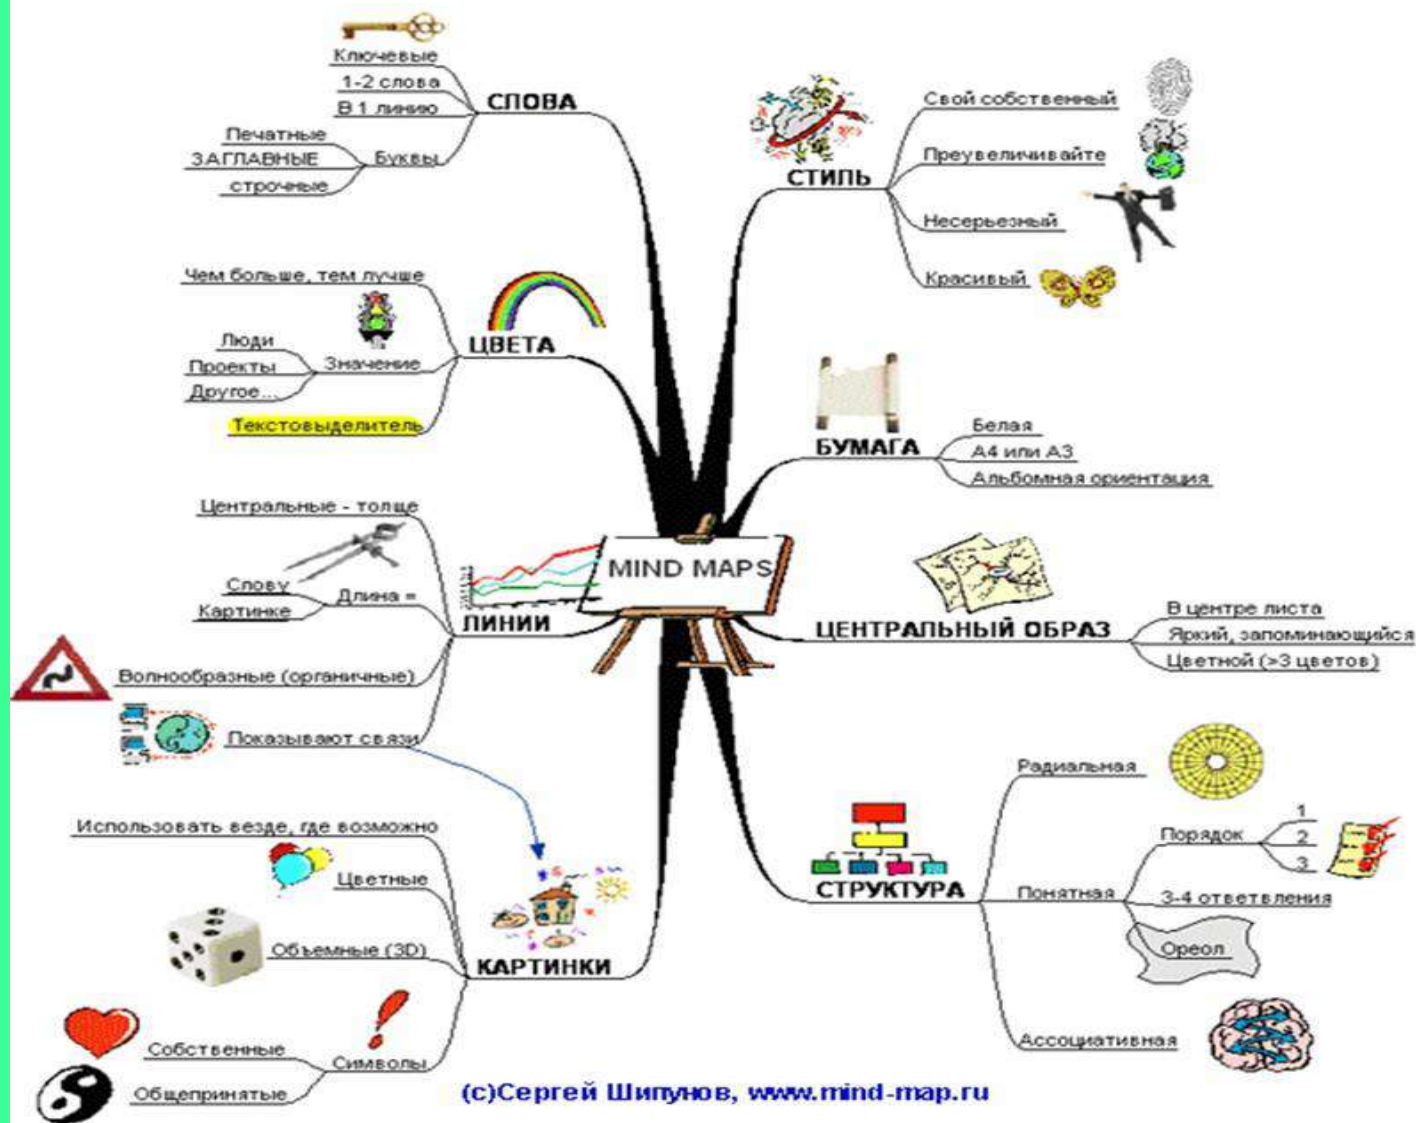 Ключевые
1-2 слова
В 1 линию
СЛОВА
Печатные
ЗАГЛАВНЫЕ
строчные
Буквы
Чем больше, тем лучше
ЦВЕТА
Люди
Проекты
Другое...
Значение
Текстовыделитель
Центральные - толще
Слову
Картинке
Длина =
ЛИНИИ
Волнообразные (органичные)
Показывают связи
Использовать везде, где возможно
Цветные
Объемные (3D)
КАРТИНКИ
Собственные
Общепринятые
Символы
MIND MAPS
СТИЛЬ
Свой собственный
Преувеличивайте
Несерьезный
Красивый
БУМАГА
Белая
А4 или А3
Альбомная ориентация
ЦЕНТРАЛЬНЫЙ ОБРАЗ
В центре листа
Яркий, запоминающийся
Цветной (>3 цветов)
СТРУКТУРА
Радиальная
Понятная
Порядок
1
2
3
3-4 ответвления
Ореол
Ассоциативная
(с)Сергей Шипунов, www.mind-map.ru